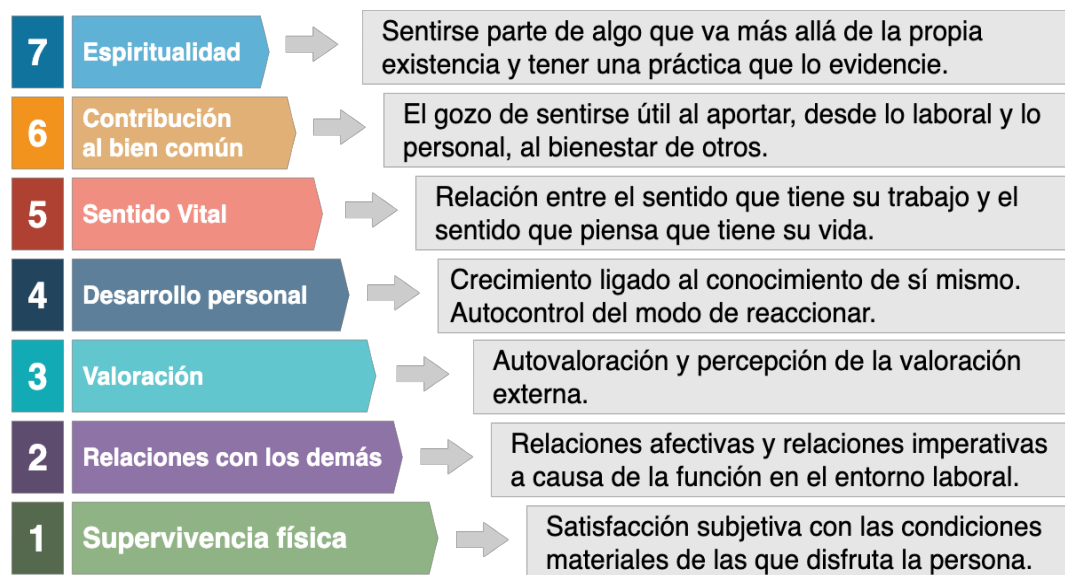 7
Espiritualidad
Sentirse parte de algo que va más allá de la propia
existencia y tener una práctica que lo evidencie.
6
Contribución
al bien común
El gozo de sentirse útil al aportar, desde lo laboral y lo
personal, al bienestar de otros.
5
Sentido Vital
Relación entre el sentido que tiene su trabajo y el
sentido que piensa que tiene su vida.
4
Desarrollo personal
Crecimiento ligado al conocimiento de sí mismo.
Autocontrol del modo de reaccionar.
3
Valoración
Autovaloración y percepción de la valoración
externa.
2
Relaciones con los demás
Relaciones afectivas y relaciones imperativas
a causa de la función en el entorno laboral.
1
Supervivencia física
Satisfacción subjetiva con las condiciones
materiales de las que disfruta la persona.